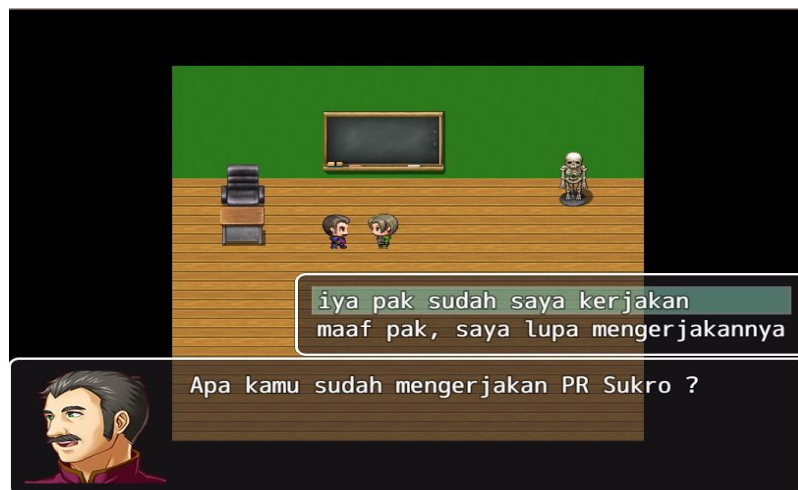 iya pak sudah saya kerjakan
maaf pak, saya lupa mengerjakannya
Apa kamu sudah mengerjakan PR Sukro ?